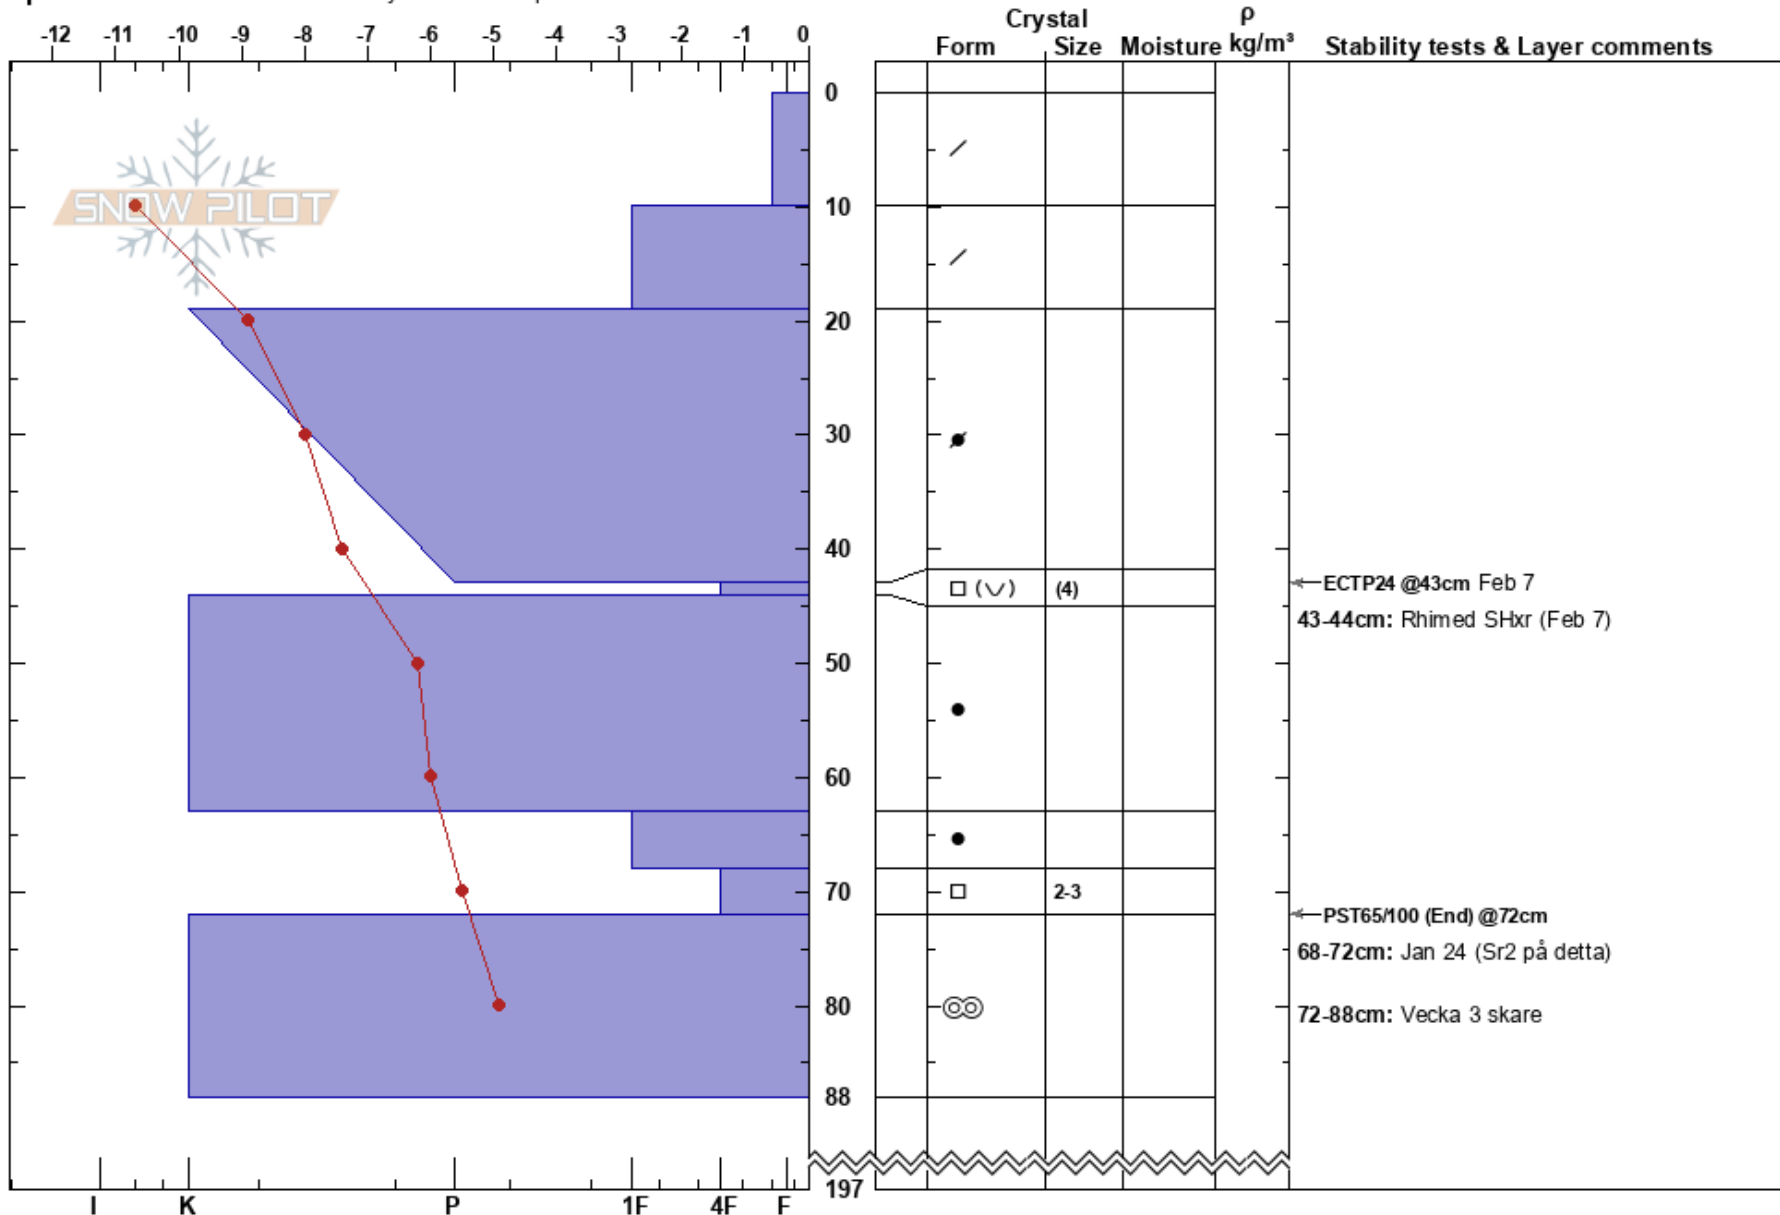 Crystal ρ
-12 -11 -10 -9 -8 -7 -6 -5 -4 -3 -2 -1 0 Form Size Moisture kg/m³ Stability tests & Layer comments
0
SNOW PILOT
10
20
30
40
ECTP24 @43cm Feb 7
(4)
43-44cm: Rhimed SHxr (Feb 7)
50
60
70 2-3
PST65/100 (End) @72cm
68-72cm: Jan 24 (Sr2 på detta)
80 72-88cm: Vecka 3 skare
88
197
I K P 1F 4F F